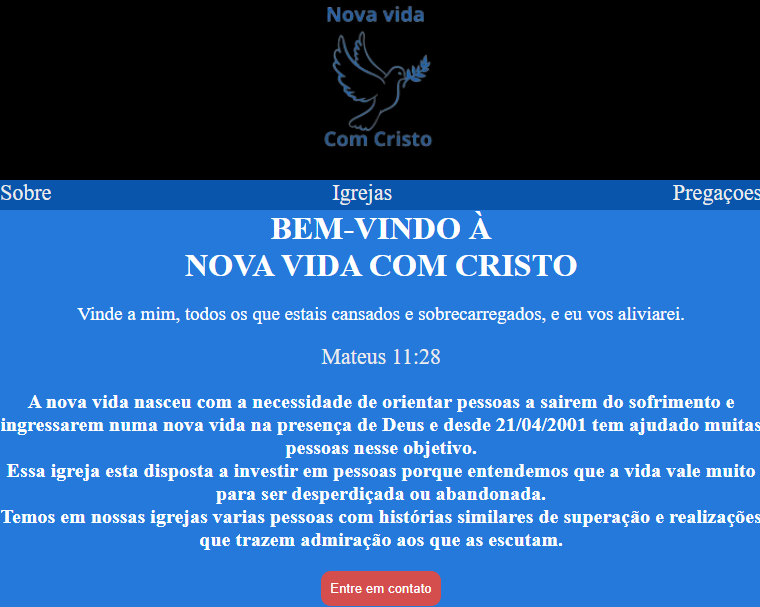 Nova vida
Com Cristo
Sobre
Igrejas
Pregaçoes
BEM-VINDO À
NOVA VIDA COM CRISTO
Vinde a mim, todos os que estais cansados e sobrecarregados, e eu vos aliviarei.
Mateus 11:28
A nova vida nasceu com a necessidade de orientar pessoas a sairem do sofrimento e
ingressarem numa nova vida na presença de Deus e desde 21/04/2001 tem ajudado muitas
pessoas nesse objetivo.
Essa igreja esta disposta a investir em pessoas porque entendemos que a vida vale muito
para ser desperdiçada ou abandonada.
Temos em nossas igrejas varias pessoas com histórias similares de superação e realizações
que trazem admiração aos que as escutam.
Entre em contato